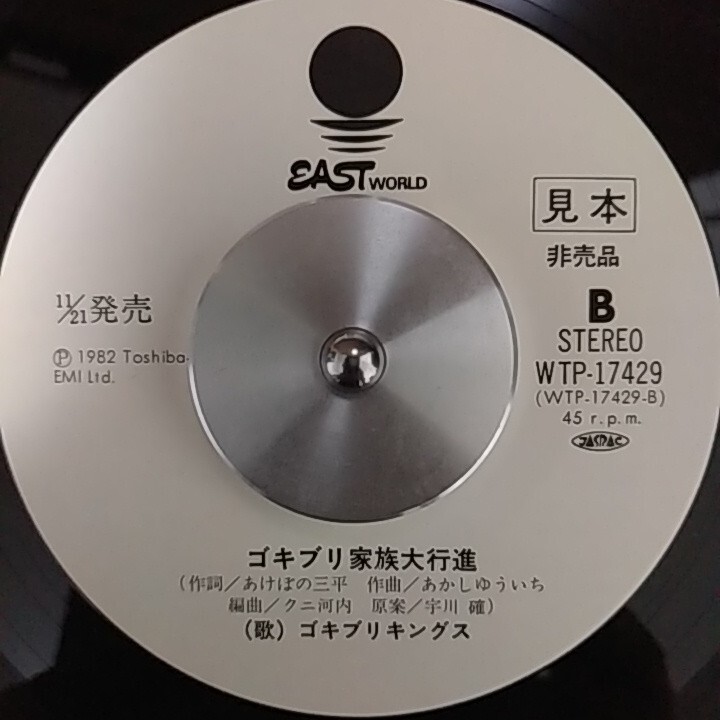 EAST WORLD
見本
非売品
11/21発売
Ⓟ 1982 Toshiba-
EMI Ltd.
B
STEREO
WTP-17429
(WTP-17429-B)
45 r.p.m.
JASRAC
ゴキブリ家族大行進
(作詞/あけぼの三平 作曲/あかしゆういち
編曲/クニ河内 原案/宇川 確)
(歌) ゴキブリキングス